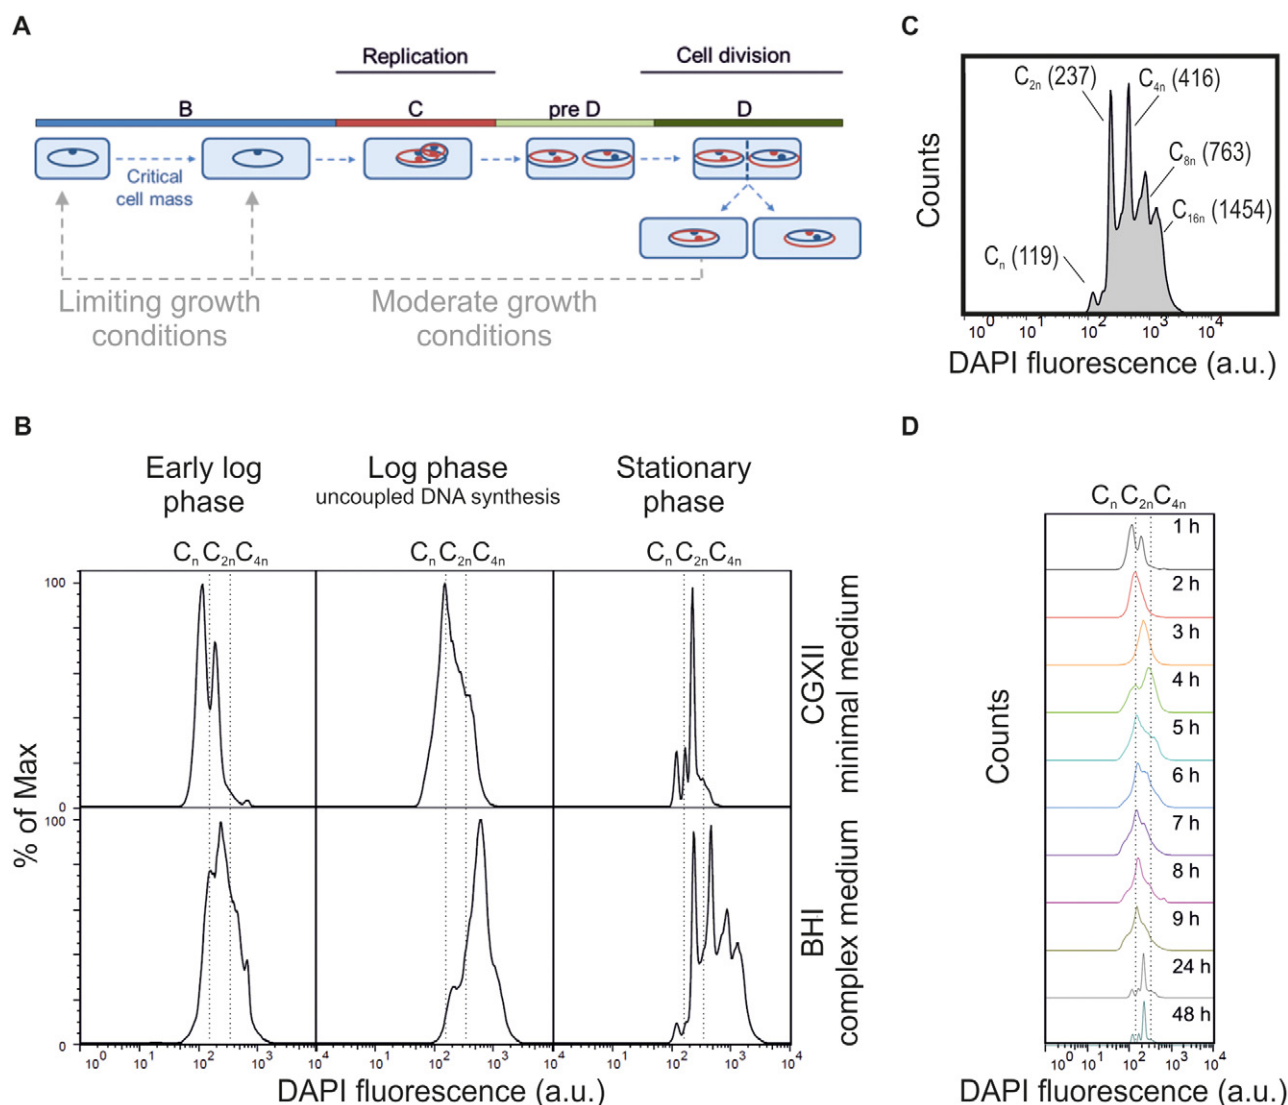 A
Replication
Cell division
B
C
pre D
D
Critical
cell mass
Limiting growth
conditions
Moderate growth
conditions
C
Counts
C2n (237)
C4n (416)
C8n (763)
C16n (1454)
Cn (119)
10^0 10^1 10^2 10^3 10^4
DAPI fluorescence (a.u.)
B
Early log
phase
Log phase
uncoupled DNA synthesis
Stationary
phase
Cn C2n C4n
Cn C2n C4n
Cn C2n C4n
100
0
100
0
% of Max
CGXII
minimal medium
BHI
complex medium
10^0 10^1 10^2 10^3 10^4
10^0 10^1 10^2 10^3 10^4
10^0 10^1 10^2 10^3 10^4
DAPI fluorescence (a.u.)
D
Cn C2n C4n
1 h
2 h
3 h
4 h
5 h
6 h
7 h
8 h
9 h
24 h
48 h
Counts
10^0 10^1 10^2 10^3 10^4
DAPI fluorescence (a.u.)